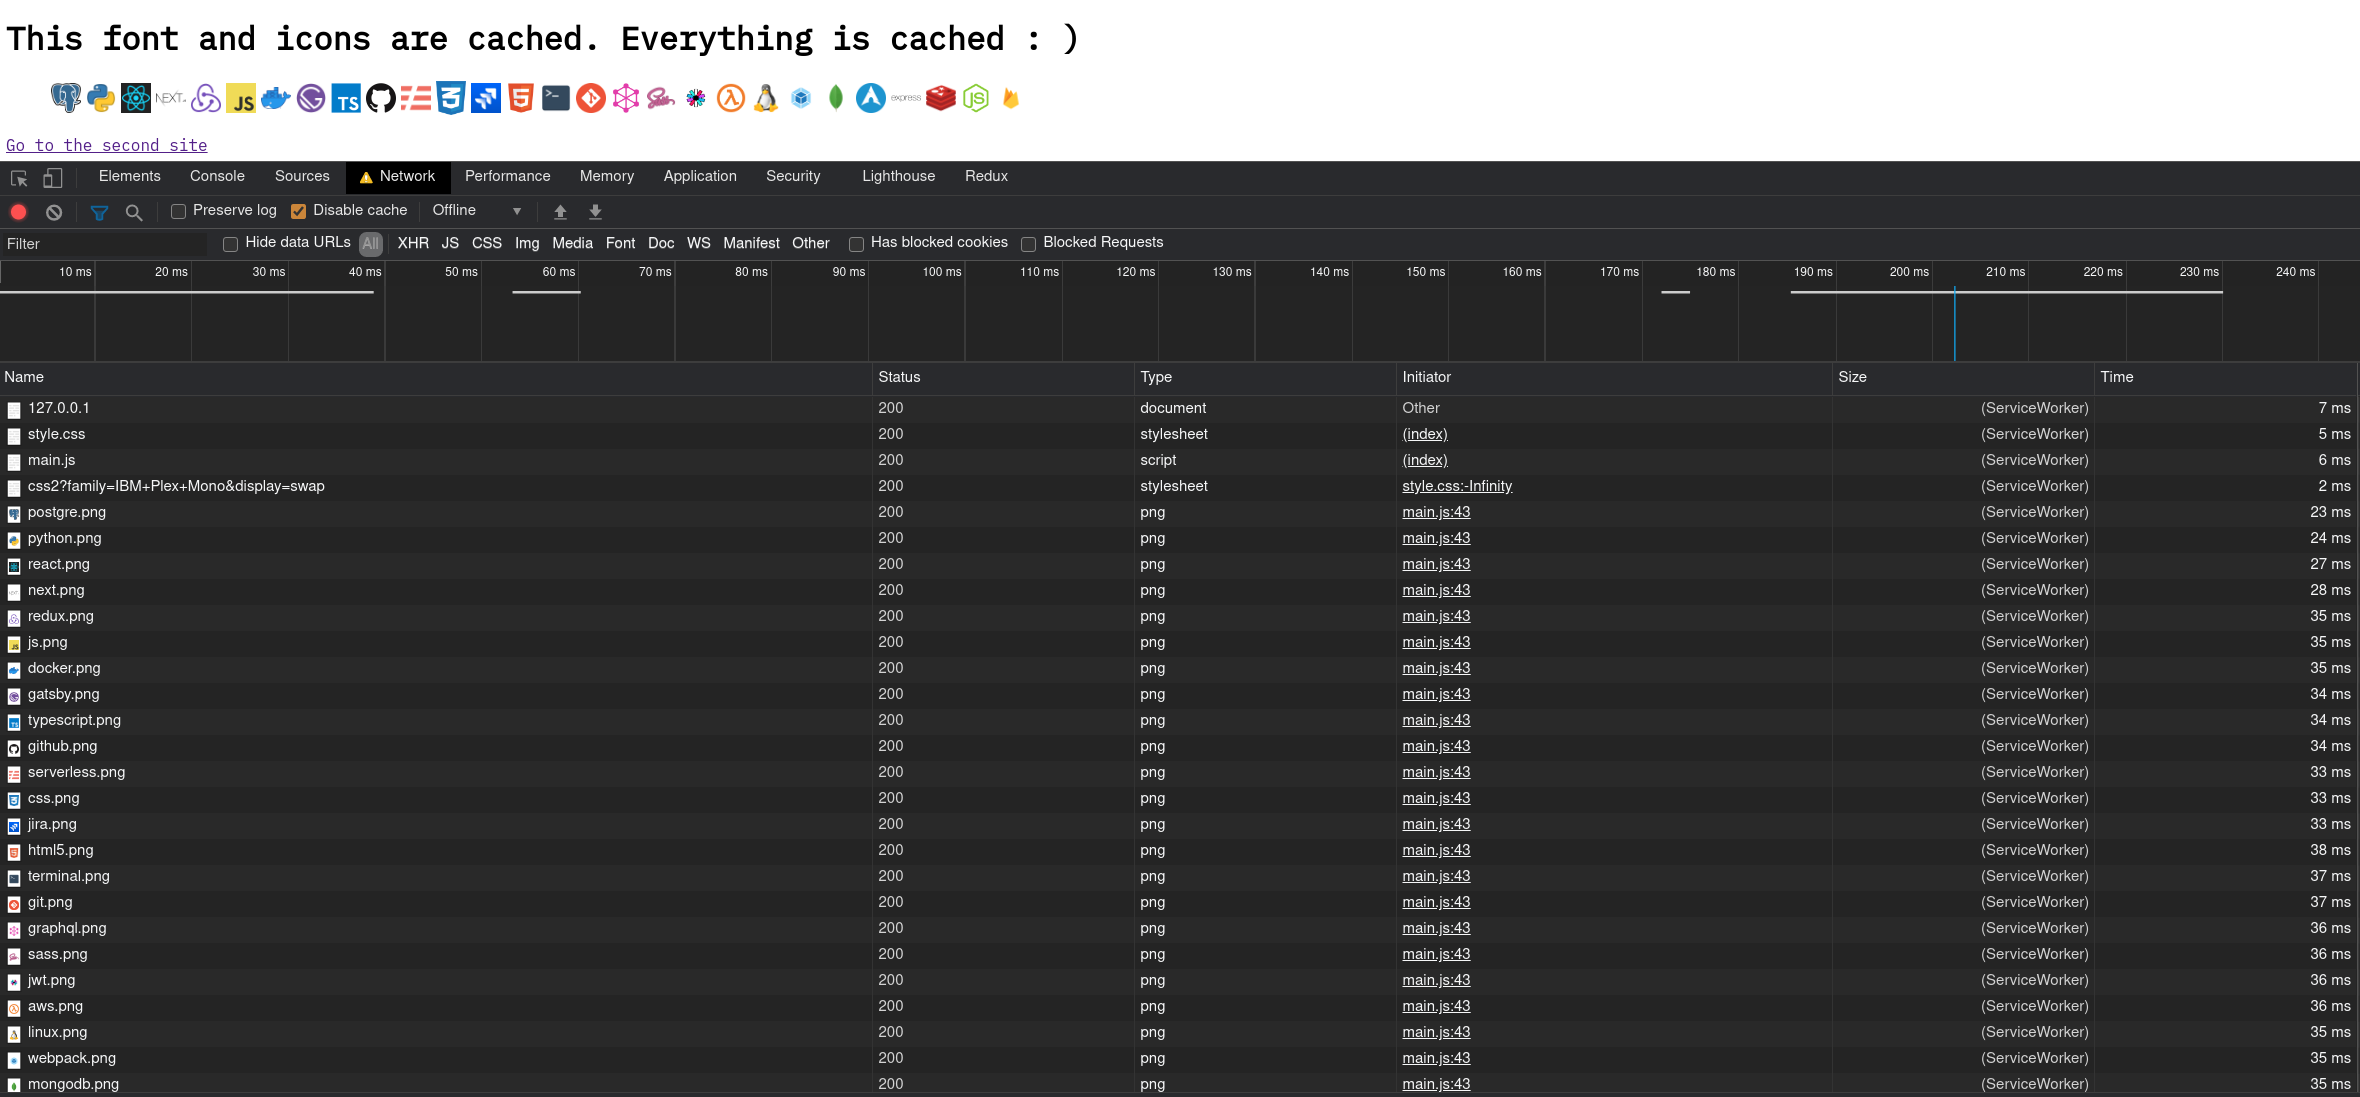 This font and icons are cached. Everything is cached : )
NEXT. JS TS express JS
Go to the second site
Elements Console Sources Network Performance Memory Application Security Lighthouse Redux
Preserve log Disable cache Offline
Filter Hide data URLs All XHR JS CSS Img Media Font Doc WS Manifest Other Has blocked cookies Blocked Requests
10 ms 20 ms 30 ms 40 ms 50 ms 60 ms 70 ms 80 ms 90 ms 100 ms 110 ms 120 ms 130 ms 140 ms 150 ms 160 ms 170 ms 180 ms 190 ms 200 ms 210 ms 220 ms 230 ms 240 ms
Name Status Type Initiator Size Time
127.0.0.1 200 document Other (ServiceWorker) 7 ms
style.css 200 stylesheet (index) (ServiceWorker) 5 ms
main.js 200 script (index) (ServiceWorker) 6 ms
css2?family=IBM+Plex+Mono&display=swap 200 stylesheet style.css:-Infinity (ServiceWorker) 2 ms
postgre.png 200 png main.js:43 (ServiceWorker) 23 ms
python.png 200 png main.js:43 (ServiceWorker) 24 ms
react.png 200 png main.js:43 (ServiceWorker) 27 ms
next.png 200 png main.js:43 (ServiceWorker) 28 ms
redux.png 200 png main.js:43 (ServiceWorker) 35 ms
js.png 200 png main.js:43 (ServiceWorker) 35 ms
docker.png 200 png main.js:43 (ServiceWorker) 35 ms
gatsby.png 200 png main.js:43 (ServiceWorker) 34 ms
typescript.png 200 png main.js:43 (ServiceWorker) 34 ms
github.png 200 png main.js:43 (ServiceWorker) 34 ms
serverless.png 200 png main.js:43 (ServiceWorker) 33 ms
css.png 200 png main.js:43 (ServiceWorker) 33 ms
jira.png 200 png main.js:43 (ServiceWorker) 33 ms
html5.png 200 png main.js:43 (ServiceWorker) 38 ms
terminal.png 200 png main.js:43 (ServiceWorker) 37 ms
git.png 200 png main.js:43 (ServiceWorker) 37 ms
graphql.png 200 png main.js:43 (ServiceWorker) 36 ms
sass.png 200 png main.js:43 (ServiceWorker) 36 ms
jwt.png 200 png main.js:43 (ServiceWorker) 36 ms
aws.png 200 png main.js:43 (ServiceWorker) 36 ms
linux.png 200 png main.js:43 (ServiceWorker) 35 ms
webpack.png 200 png main.js:43 (ServiceWorker) 35 ms
mongodb.png 200 png main.js:43 (ServiceWorker) 35 ms